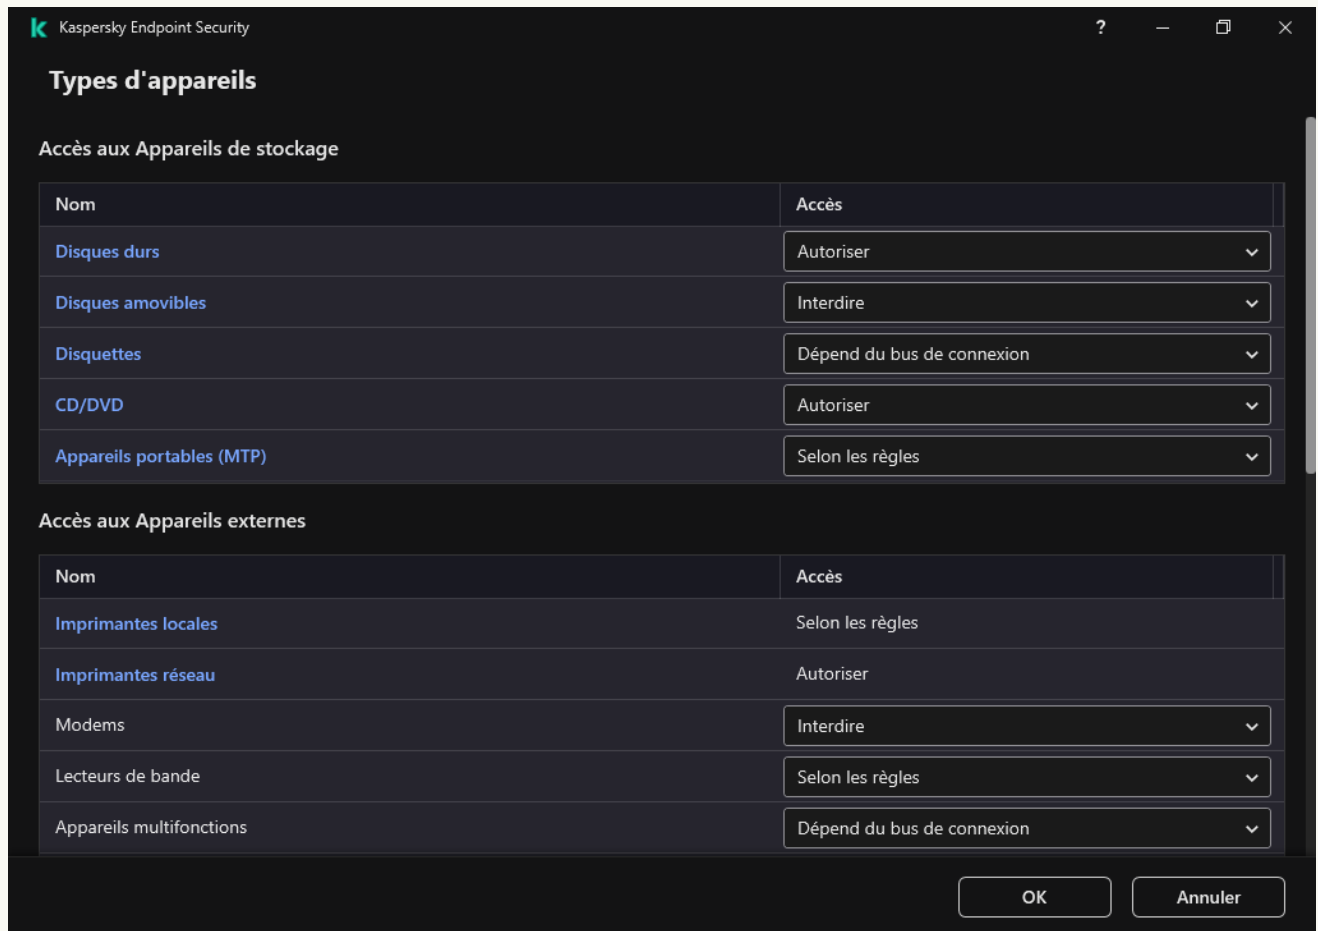 Kaspersky Endpoint Security ?
Types d'appareils
Accès aux Appareils de stockage
Nom Accès
Disques durs Autoriser
Disques amovibles Interdire
Disquettes Dépend du bus de connexion
CD/DVD Autoriser
Appareils portables (MTP) Selon les règles
Accès aux Appareils externes
Nom Accès
Imprimantes locales Selon les règles
Imprimantes réseau Autoriser
Modems Interdire
Lecteurs de bande Selon les règles
Appareils multifonctions Dépend du bus de connexion
OK Annuler